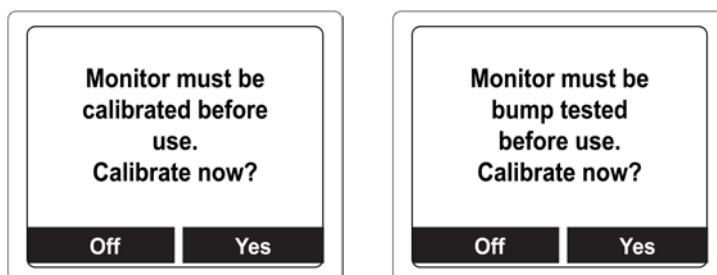 Monitor must be
calibrated before
use.
Calibrate now?
Off Yes
Monitor must be
bump tested
before use.
Calibrate now?
Off Yes